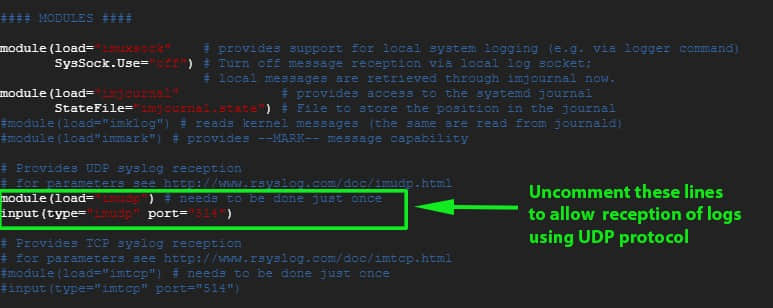 #### MODULES ####
module(load="imuxsock"    # provides support for local system logging (e.g. via logger command)
       SysSock.Use="off") # Turn off message reception via local log socket;
                          # local messages are retrieved through imjournal now.
module(load="imjournal"             # provides access to the systemd journal
       StateFile="imjournal.state") # File to store the position in the journal
#module(load="imklog") # reads kernel messages (the same are read from journald)
#module(load"immark") # provides --MARK-- message capability
# Provides UDP syslog reception
# for parameters see http://www.rsyslog.com/doc/imudp.html
module(load="imudp") # needs to be done just once
input(type="imudp" port="514")
Uncomment these lines
to allow reception of logs
using UDP protocol
# Provides TCP syslog reception
# for parameters see http://www.rsyslog.com/doc/imtcp.html
#module(load="imtcp") # needs to be done just once
#input(type="imtcp" port="514")